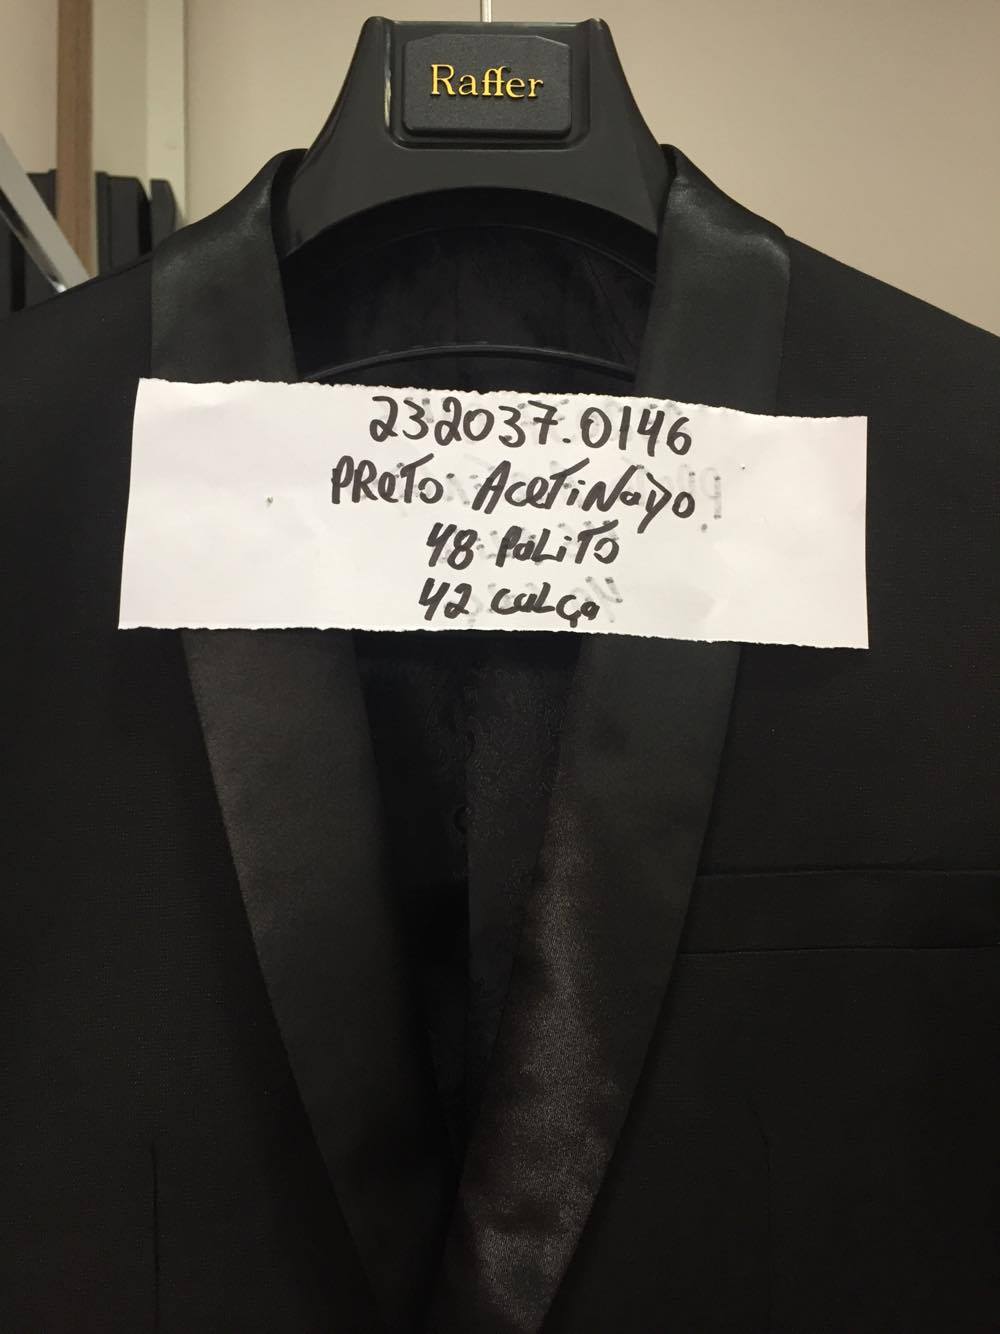 Raffer
232037.0146
PReTo AceTiNado
48 PaLiTo
42 caLça